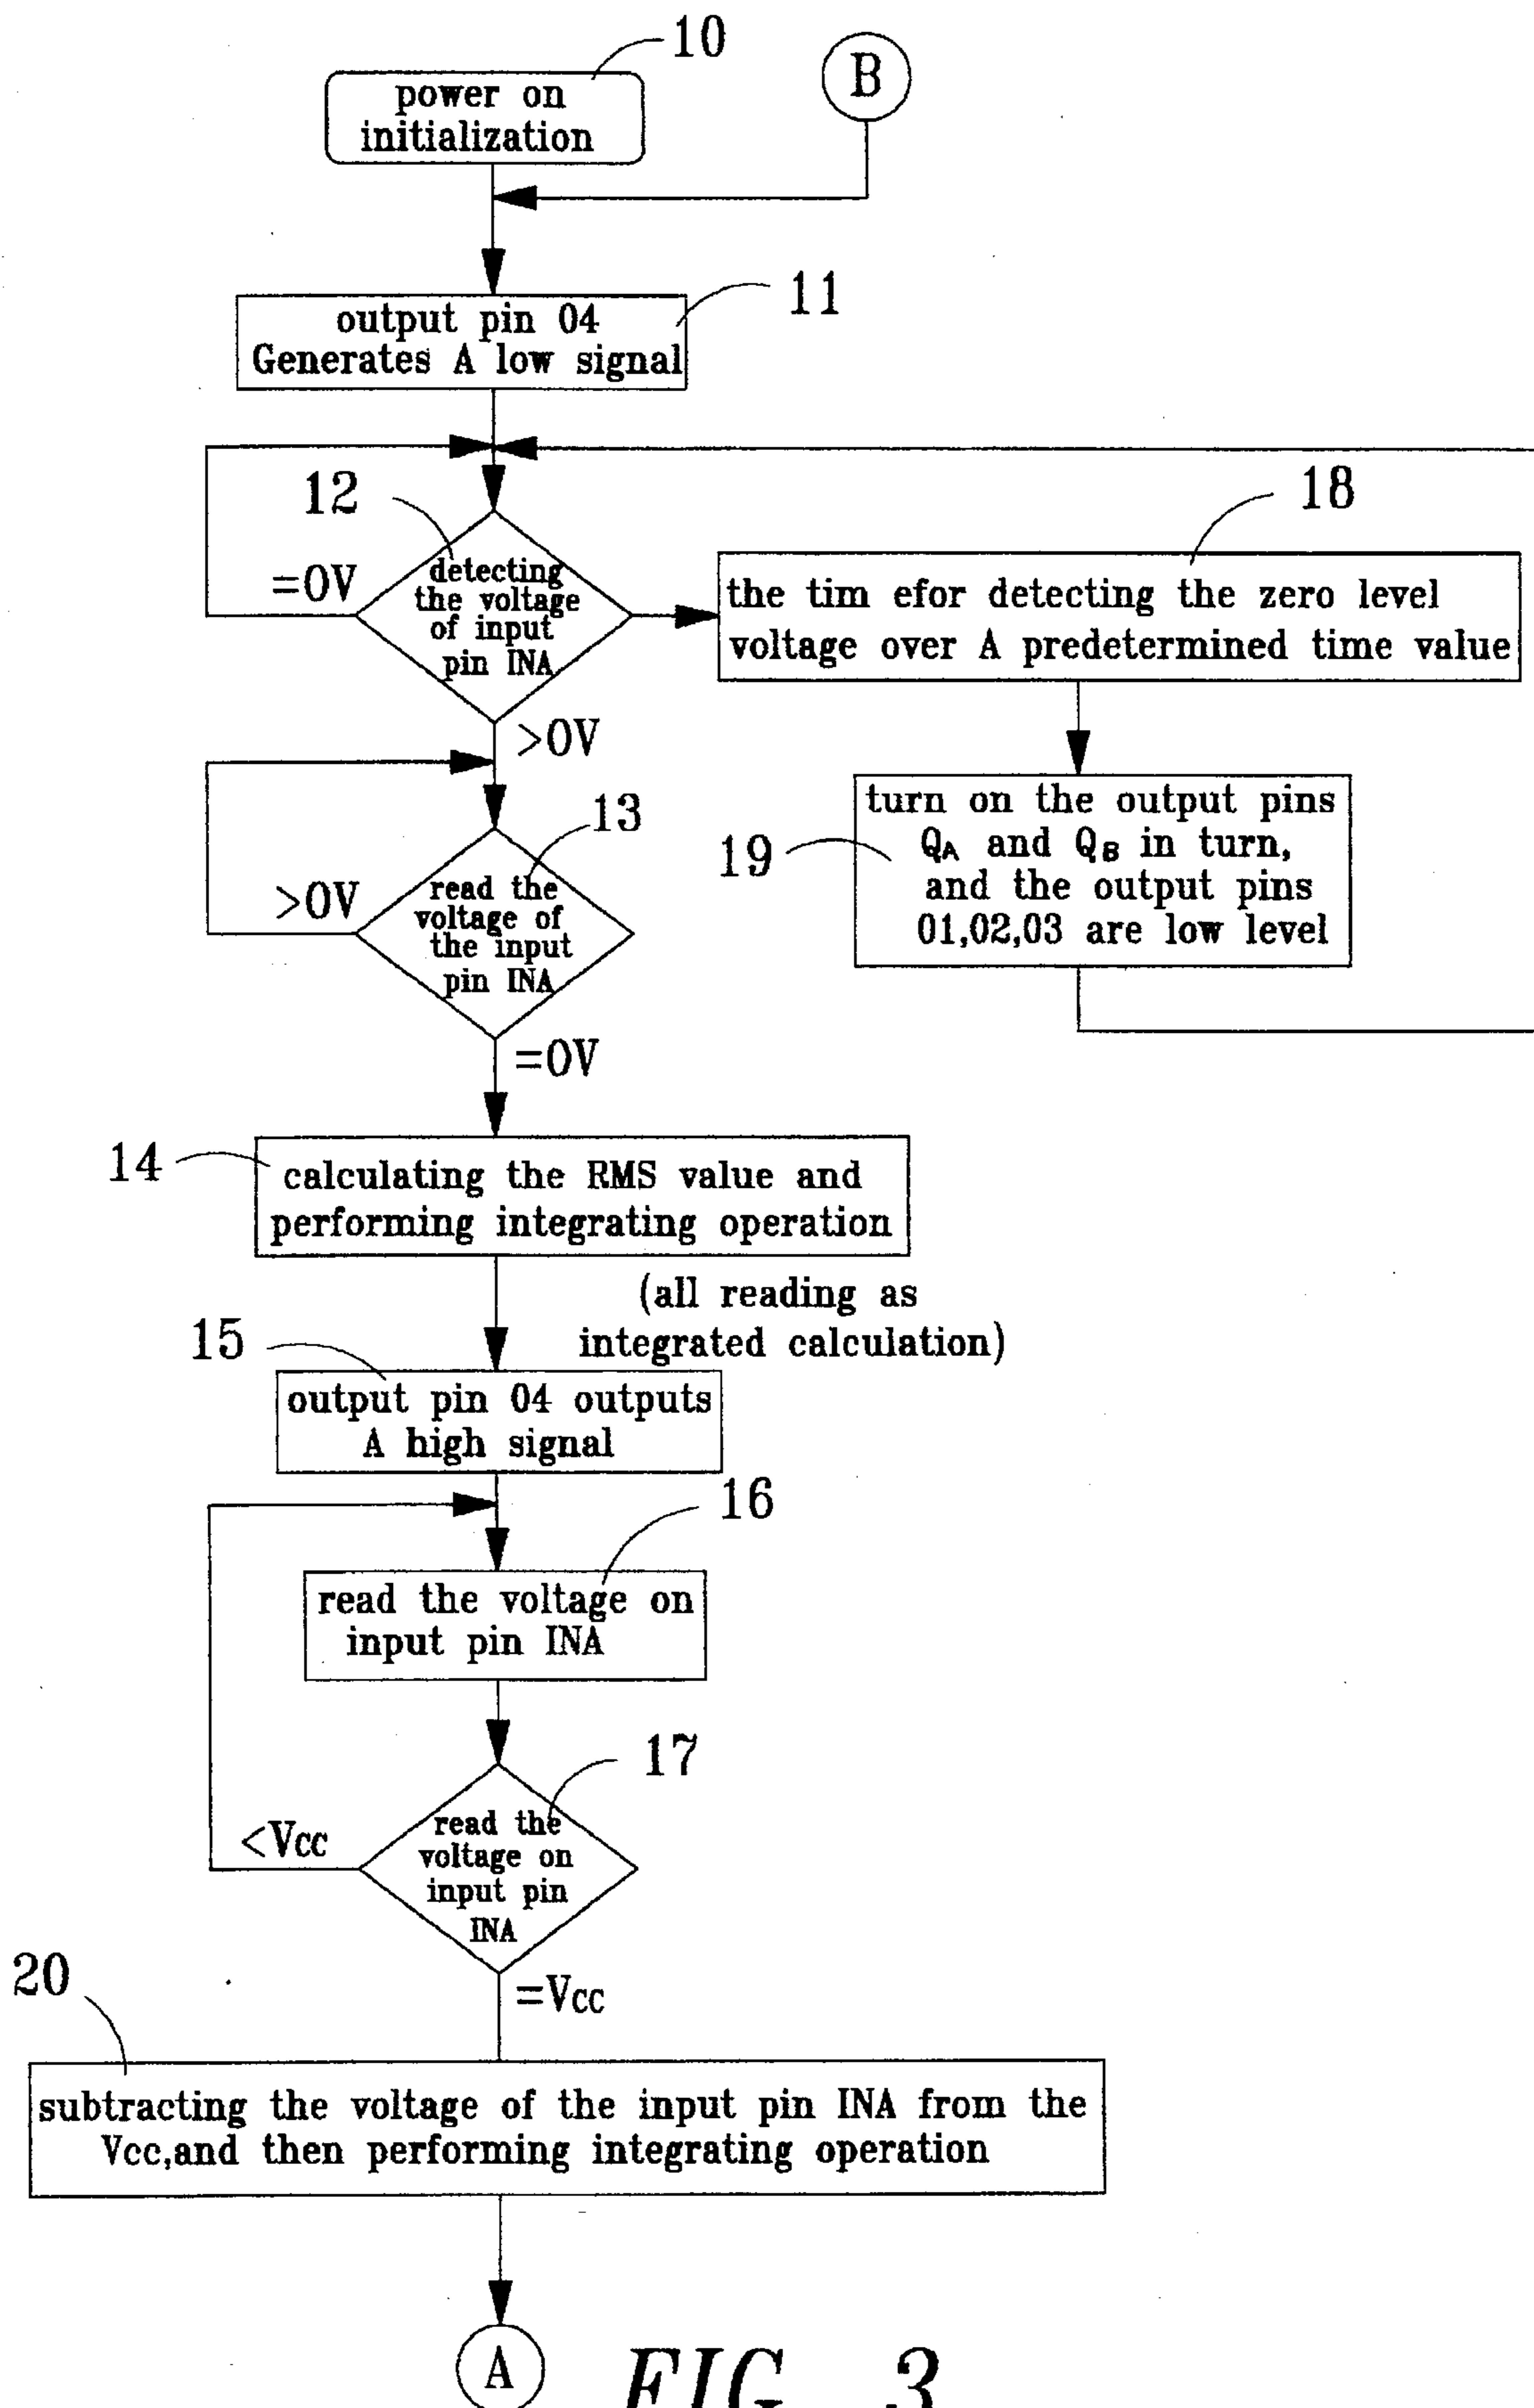 10
B
power on
initialization
11
output pin 04
Generates A low signal
12
=0V
detecting
the voltage
of input
pin INA
18
the tim efor detecting the zero level
voltage over A predetermined time value
>0V
13
>0V
read the
voltage of
the input
pin INA
19
turn on the output pins
QA and QB in turn,
and the output pins
01,02,03 are low level
=0V
14
calculating the RMS value and
performing integrating operation
(all reading as
integrated calculation)
15
output pin 04 outputs
A high signal
16
read the voltage on
input pin INA
17
<Vcc
read the
voltage on
input pin
INA
=Vcc
20
subtracting the voltage of the input pin INA from the
Vcc,and then performing integrating operation
A
FIG. 3